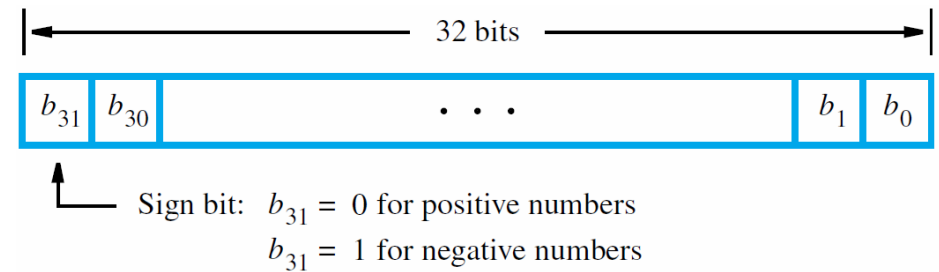 32 bits
b31 b30 . . . b1 b0
Sign bit: b31 = 0 for positive numbers
b31 = 1 for negative numbers